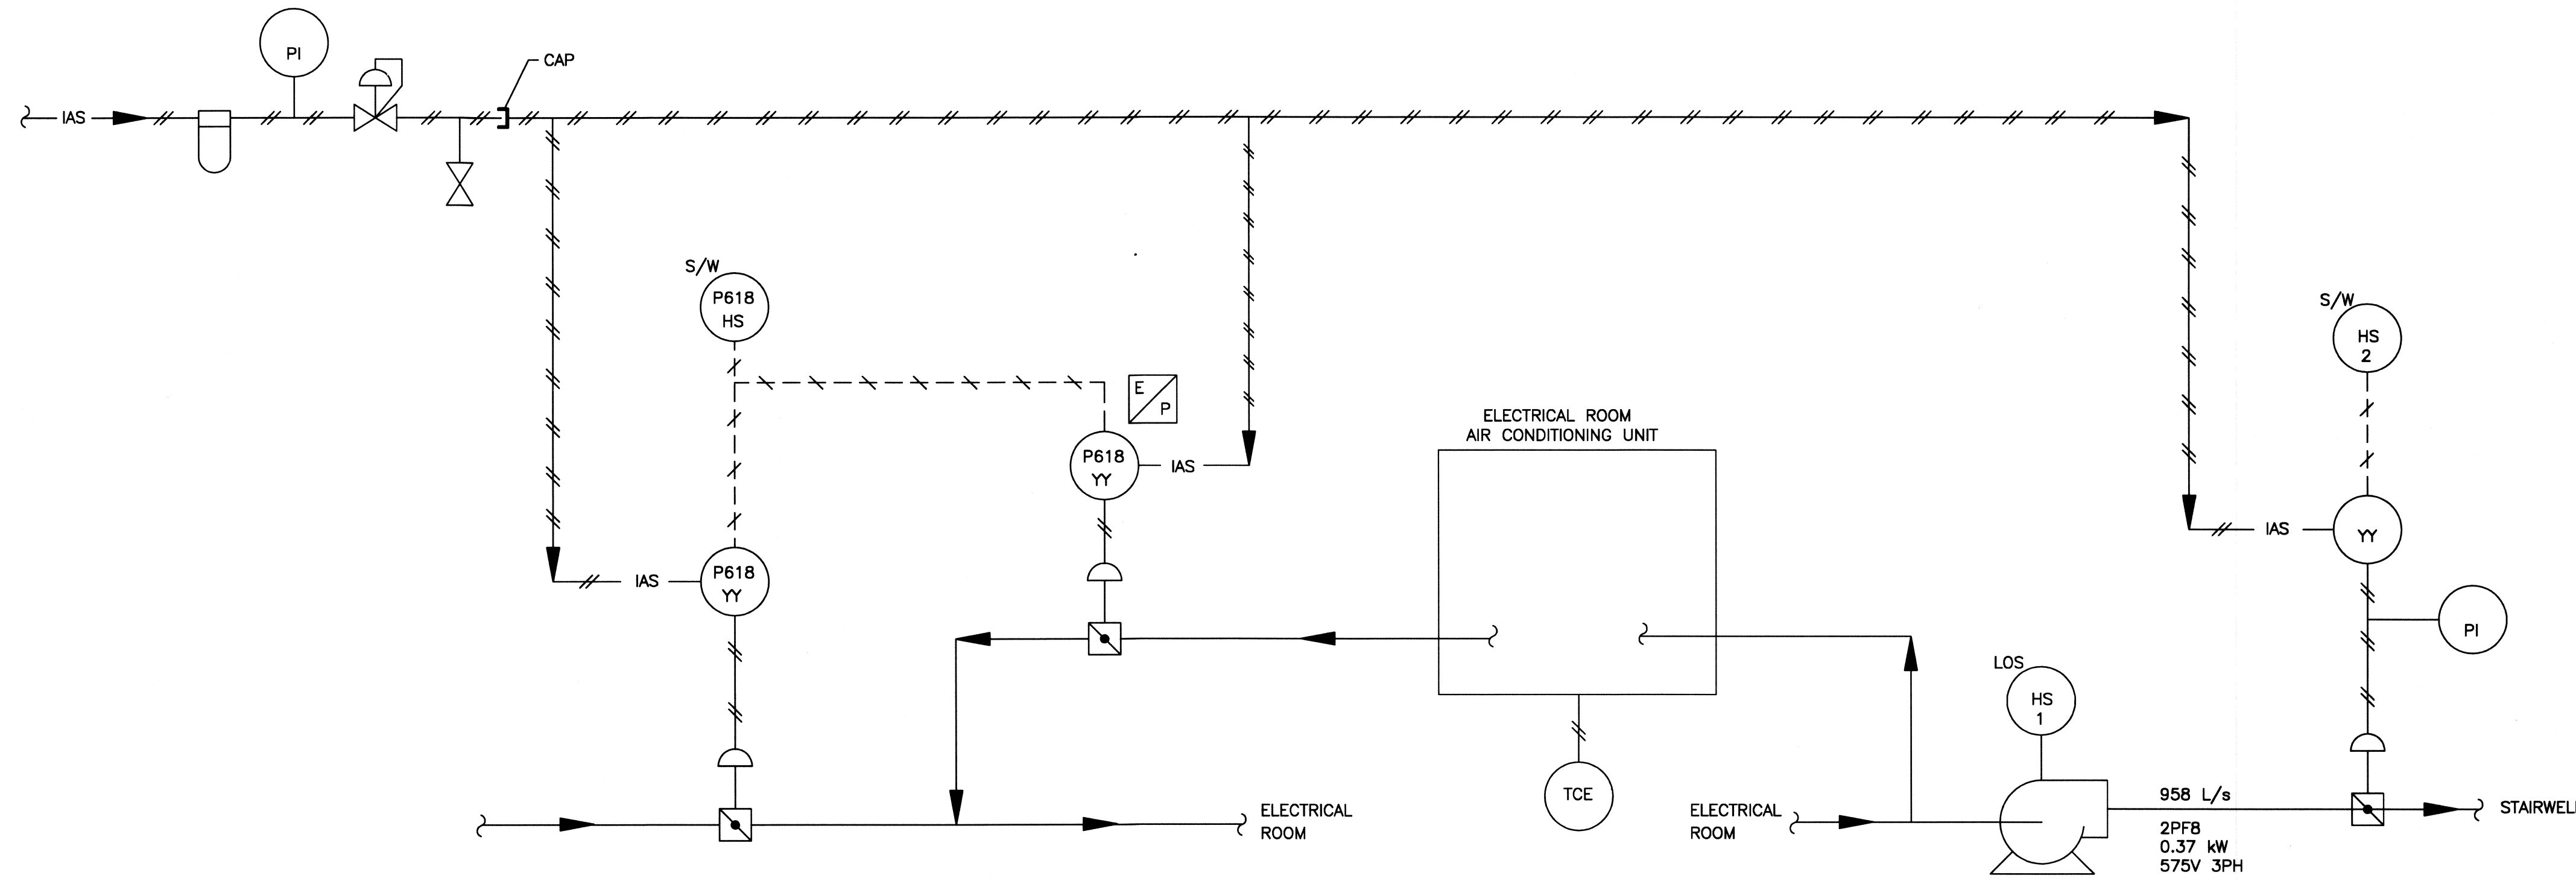 PI
CAP
IAS
S/W
P618
HS
S/W
HS
2
E
P
ELECTRICAL ROOM
AIR CONDITIONING UNIT
P618
YY
IAS
IAS
YY
IAS
P618
YY
PI
LOS
HS
1
TCE
958 L/s
ELECTRICAL
ROOM
ELECTRICAL
ROOM
STAIRWELL
2PF8
0.37 kW
575V 3PH